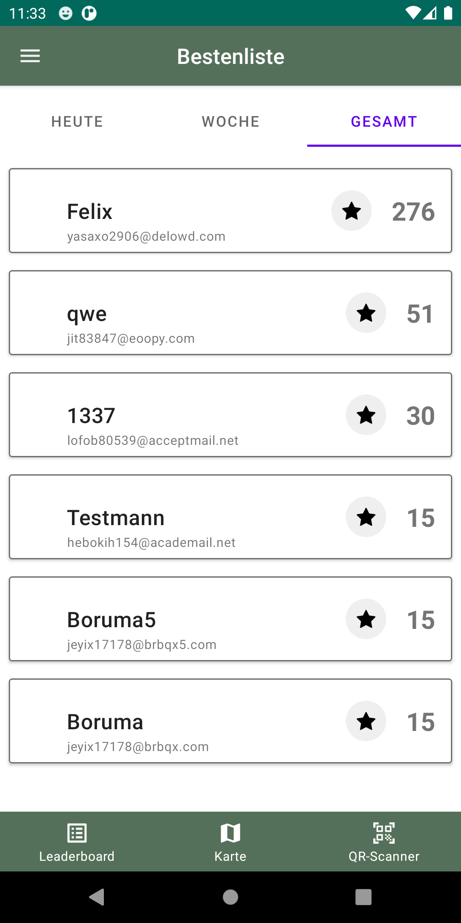 11:33
Bestenliste
HEUTE WOCHE GESAMT
Felix 276
yasaxo2906@delowd.com
qwe 51
jit83847@eoopy.com
1337 30
lofob80539@acceptmail.net
Testmann 15
hebokih154@academail.net
Boruma5 15
jeyix17178@brbqx5.com
Boruma 15
jeyix17178@brbqx.com
Leaderboard Karte QR-Scanner